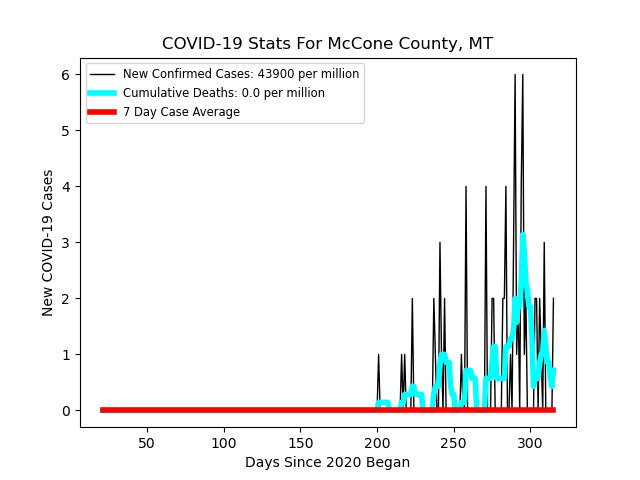 COVID-19 Stats For McCone County, MT
New Confirmed Cases: 43900 per million
Cumulative Deaths: 0.0 per million
7 Day Case Average
6
5
4
3
2
1
0
New COVID-19 Cases
50 100 150 200 250 300
Days Since 2020 Began